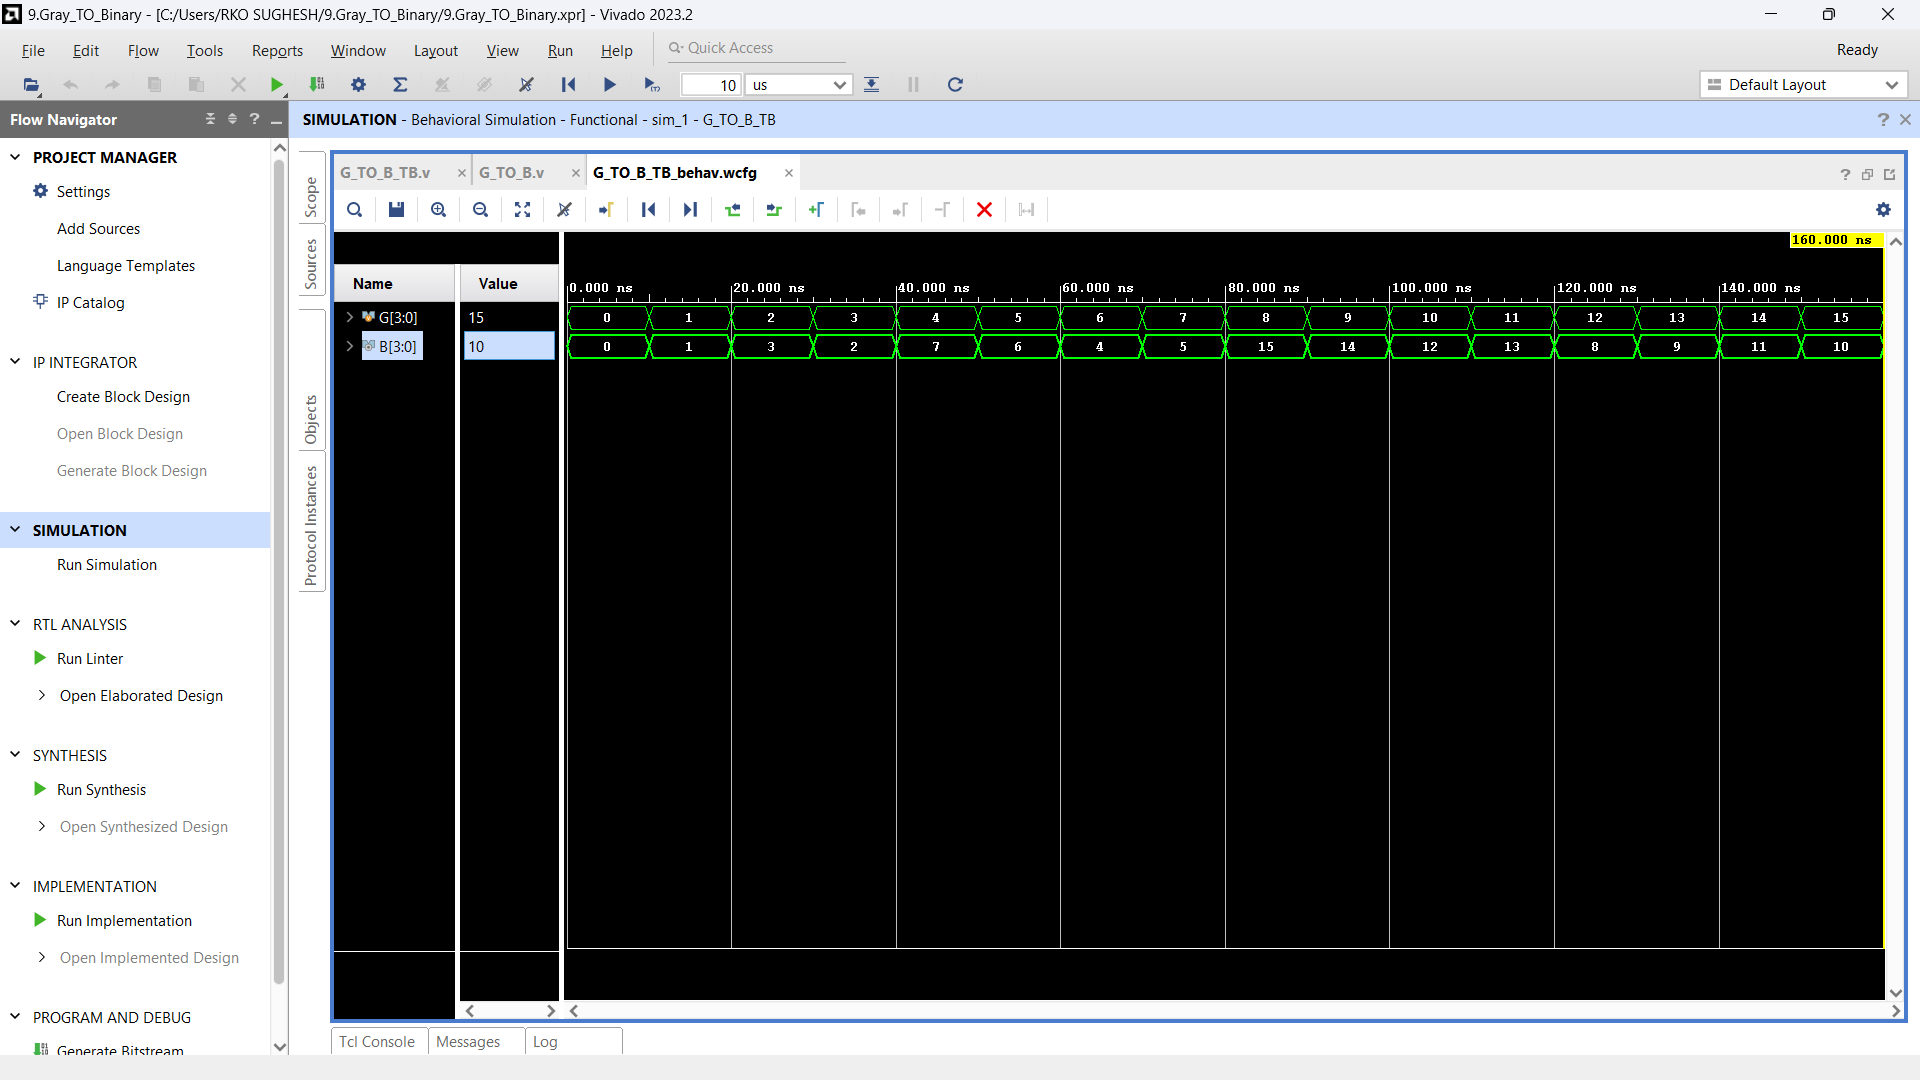 9.Gray_TO_Binary - [C:/Users/RKO SUGHESH/9.Gray_TO_Binary/9.Gray_TO_Binary.xpr] - Vivado 2023.2
File Edit Flow Tools Reports Window Layout View Run Help Quick Access Ready
10 us Default Layout
Flow Navigator ? SIMULATION - Behavioral Simulation - Functional - sim_1 - G_TO_B_TB ?
PROJECT MANAGER
Settings
Add Sources
Language Templates
IP Catalog
IP INTEGRATOR
Create Block Design
Open Block Design
Generate Block Design
SIMULATION
Run Simulation
RTL ANALYSIS
Run Linter
Open Elaborated Design
SYNTHESIS
Run Synthesis
Open Synthesized Design
IMPLEMENTATION
Run Implementation
Open Implemented Design
PROGRAM AND DEBUG
Generate Bitstream
Scope
Sources
Objects
Protocol Instances
G_TO_B_TB.v G_TO_B.v G_TO_B_TB_behav.wcfg ?
160.000 ns
Name Value 0.000 ns 20.000 ns 40.000 ns 60.000 ns 80.000 ns 100.000 ns 120.000 ns 140.000 ns
G[3:0] 15 0 1 2 3 4 5 6 7 8 9 10 11 12 13 14 15
B[3:0] 10 0 1 3 2 7 6 4 5 15 14 12 13 8 9 11 10
Tcl Console Messages Log